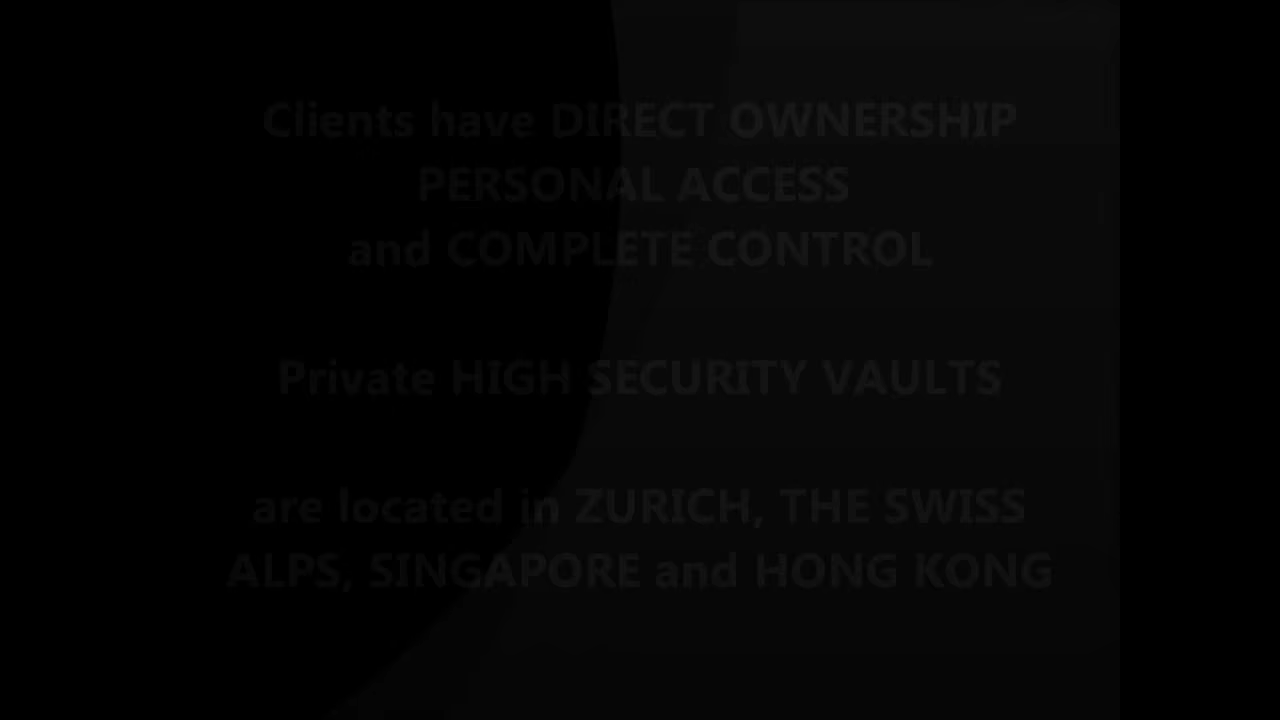 Clients have DIRECT OWNERSHIP
PERSONAL ACCESS
and COMPLETE CONTROL
Private HIGH SECURITY VAULTS
are located in ZURICH, THE SWISS
ALPS, SINGAPORE and HONG KONG